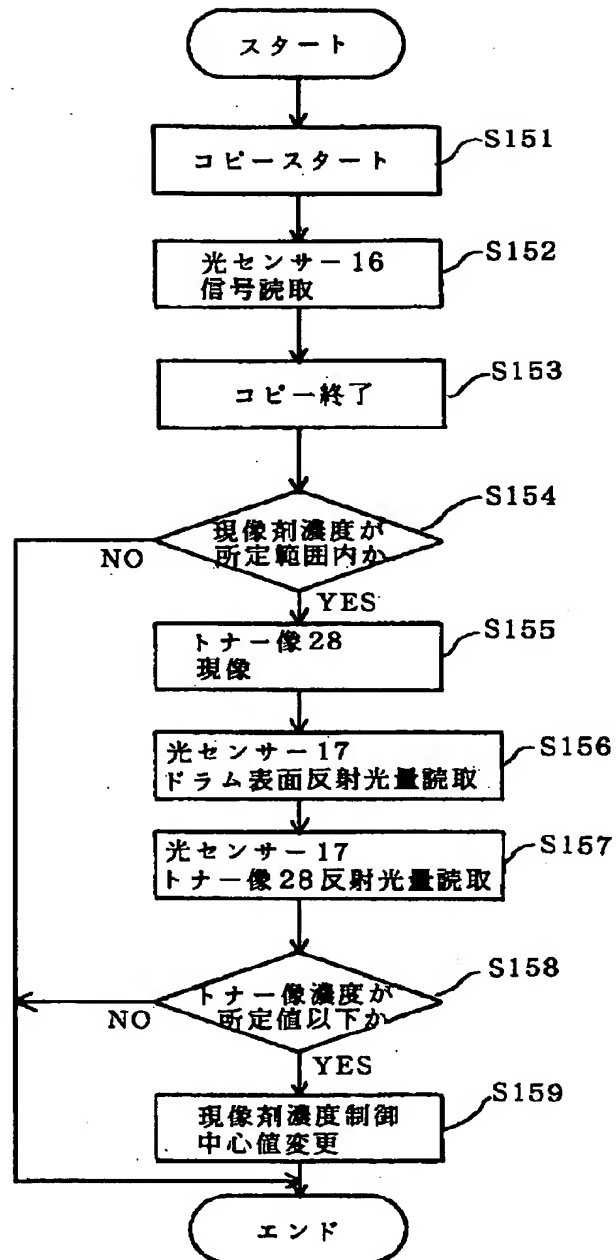 スタート
コピースタート
S151
光センサー16
信号読取
S152
コピー終了
S153
現像剤濃度が
所定範囲内か
S154
NO
YES
トナー像28
現像
S155
光センサー17
ドラム表面反射光量読取
S156
光センサー17
トナー像28反射光量読取
S157
トナー像濃度が
所定値以下か
S158
NO
YES
現像剤濃度制御
中心値変更
S159
エンド